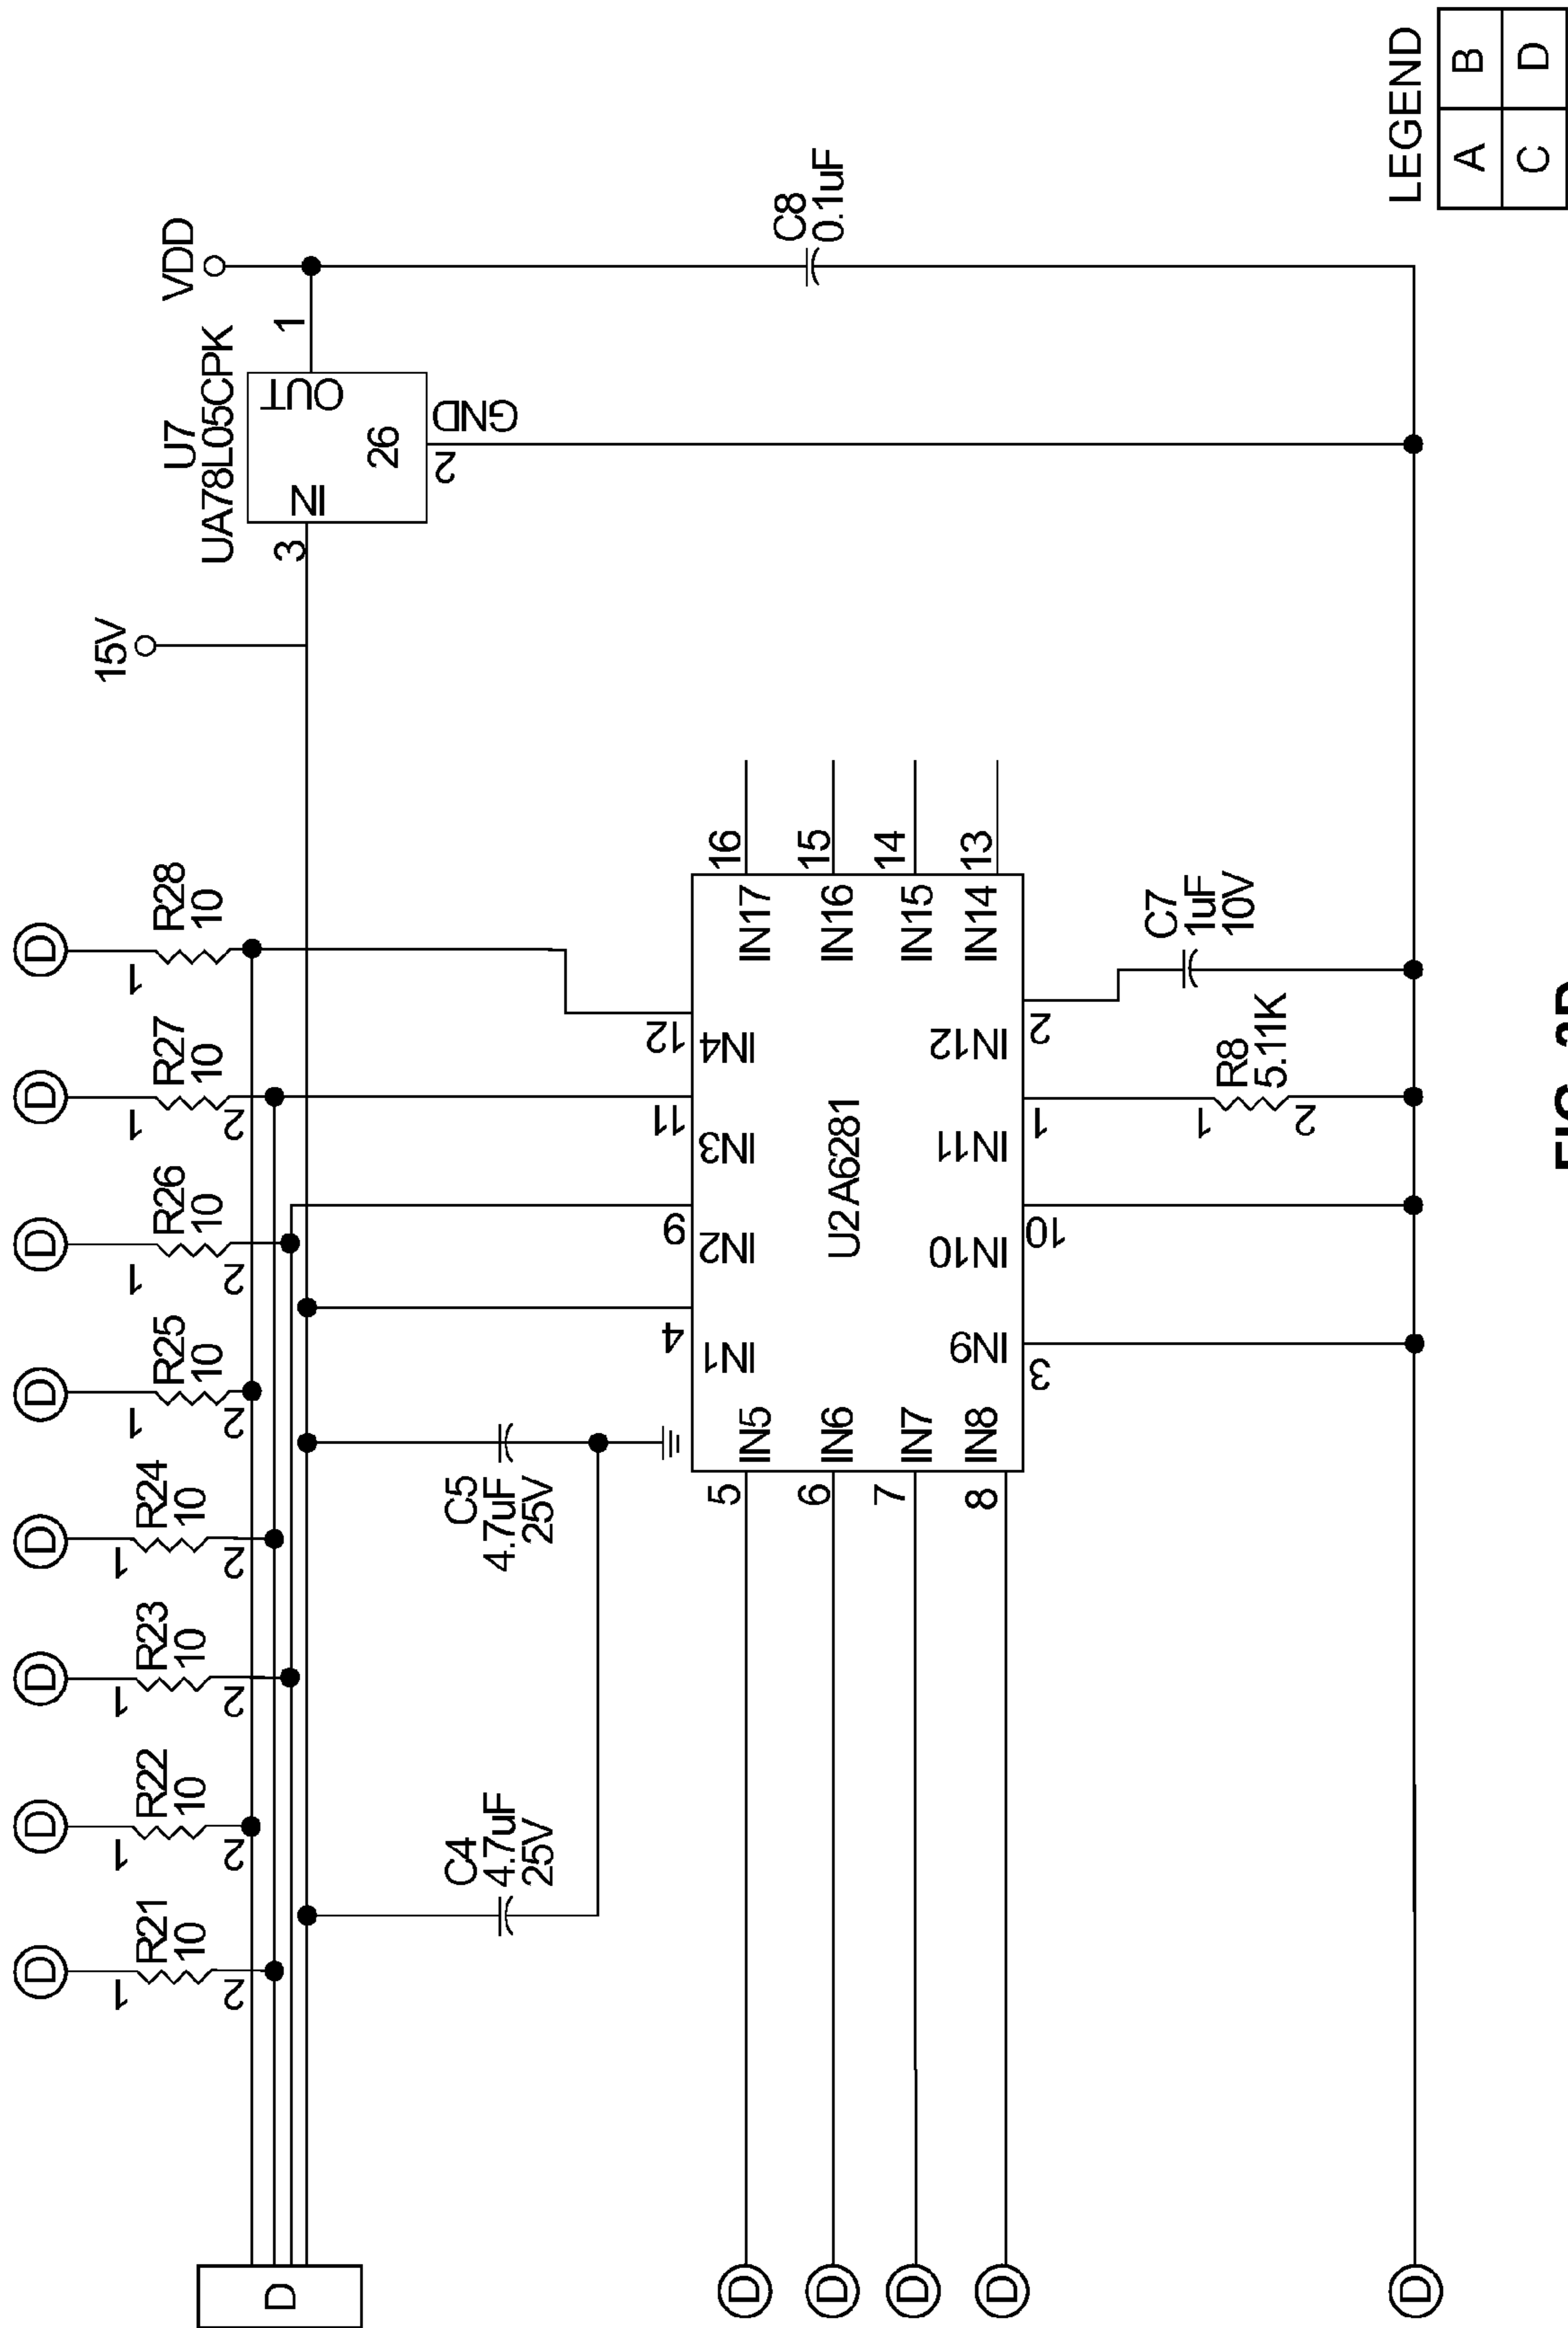 D
D
D
D
D
D
D
D
R21
10
R22
10
R23
10
R24
10
R25
10
R26
10
R27
10
R28
10
1
1
1
1
1
1
1
1
2
2
2
2
2
2
2
D
15V
U7
UA78L05CPK
VDD
3
IN
OUT
1
26
2
GND
C4
4.7uF
25V
C5
4.7uF
25V
4
9
11
12
IN1
IN2
IN3
IN4
D
5
IN5
IN17
16
D
6
IN6
IN16
15
D
7
IN7
IN15
14
D
8
IN8
IN14
13
U2 A6281
IN9
IN10
IN11
IN12
3
10
1
2
C7
1uF
10V
1
R8
5.11K
2
C8
0.1uF
D
LEGEND
A B
C D